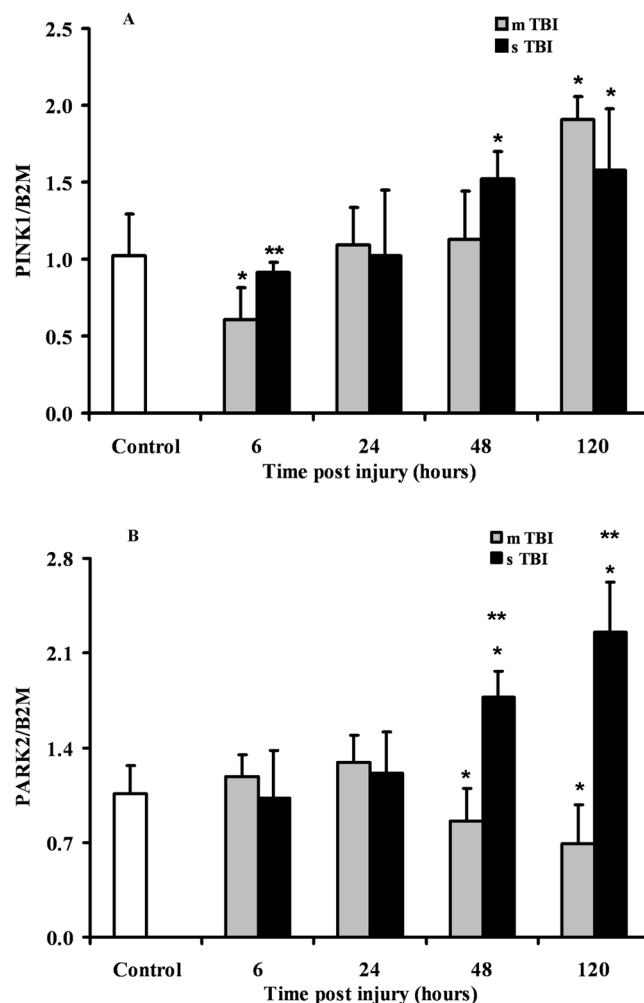 A
m TBI
s TBI
PINK1/B2M
2.5
2.0
1.5
1.0
0.5
0.0
* ** * * *
Control 6 24 48 120
Time post injury (hours)
B
m TBI
s TBI
PARK2/B2M
2.8
2.1
1.4
0.7
0.0
** **
* * * *
Control 6 24 48 120
Time post injury (hours)